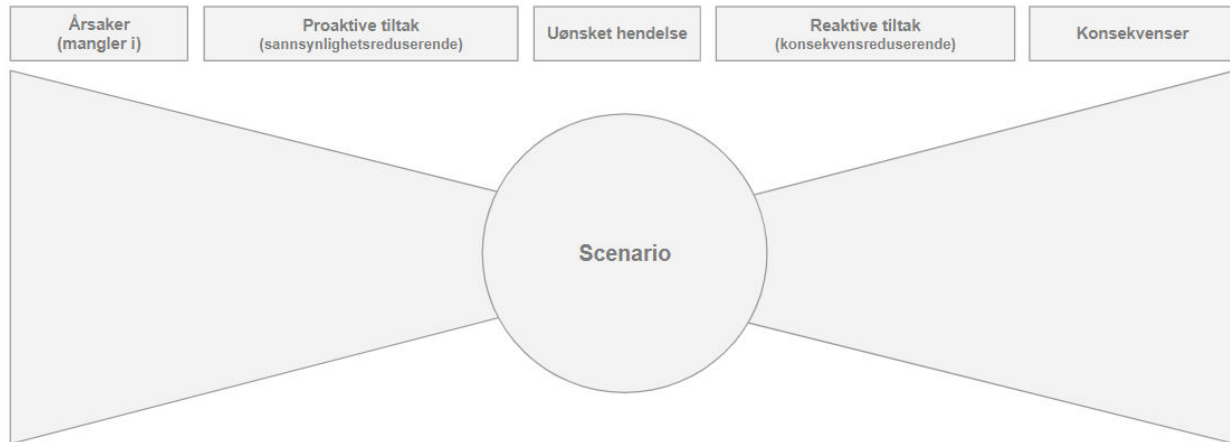 Årsaker
(mangler i)
Proaktive tiltak
(sannsynlighetsreduserende)
Uønsket hendelse
Reaktive tiltak
(konsekvensreduserende)
Konsekvenser
Scenario